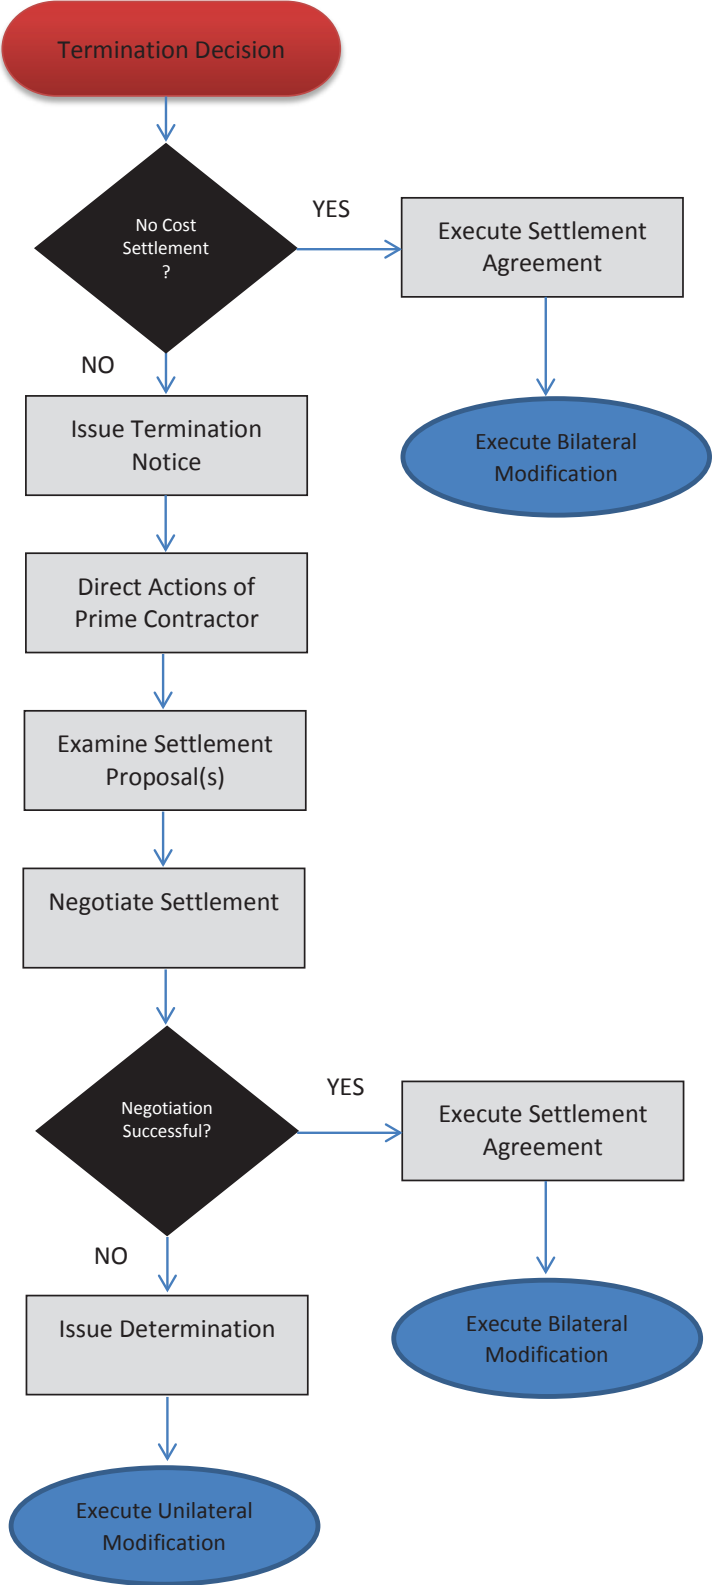 Termination Decision
No Cost
Settlement
?
YES
Execute Settlement
Agreement
NO
Issue Termination
Notice
Execute Bilateral
Modification
Direct Actions of
Prime Contractor
Examine Settlement
Proposal(s)
Negotiate Settlement
Negotiation
Successful?
YES
Execute Settlement
Agreement
NO
Issue Determination
Execute Bilateral
Modification
Execute Unilateral
Modification